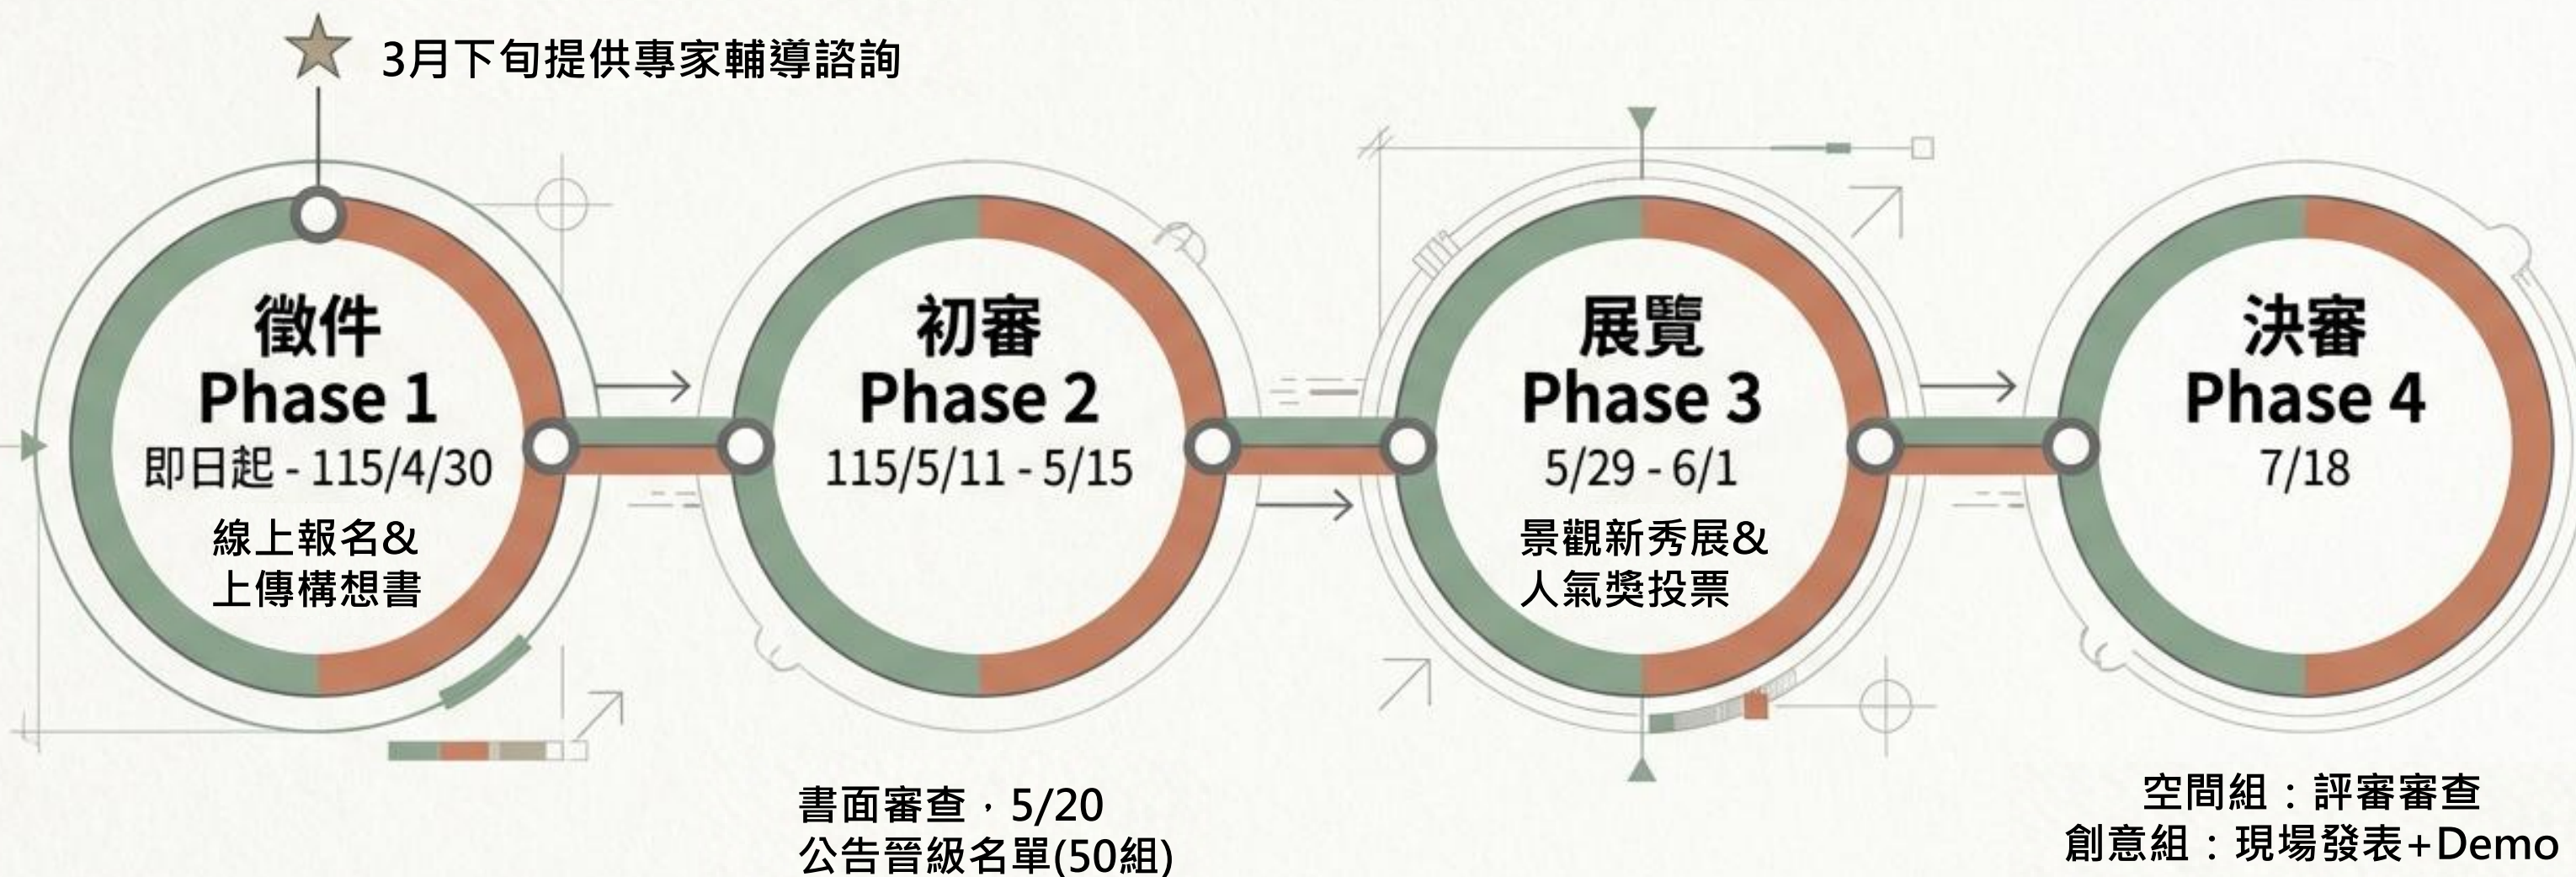 3月下旬提供專家輔導諮詢
徵件
Phase 1
即日起 - 115/4/30
線上報名&
上傳構想書
初審
Phase 2
115/5/11 - 5/15
書面審查，5/20
公告晉級名單(50組)
展覽
Phase 3
5/29 - 6/1
景觀新秀展&
人氣獎投票
決審
Phase 4
7/18
空間組：評審審查
創意組：現場發表+Demo